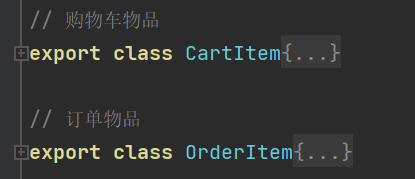 // 购物车物品
export class CartItem{...}
// 订单物品
export class OrderItem{...}